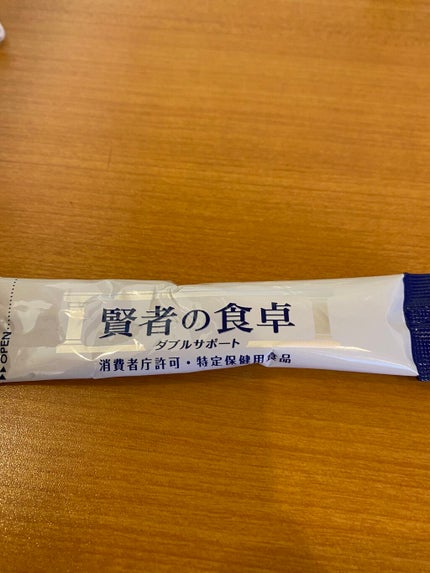 賢者の食卓
ダブルサポート
消費者庁許可・特定保健用食品
OPEN